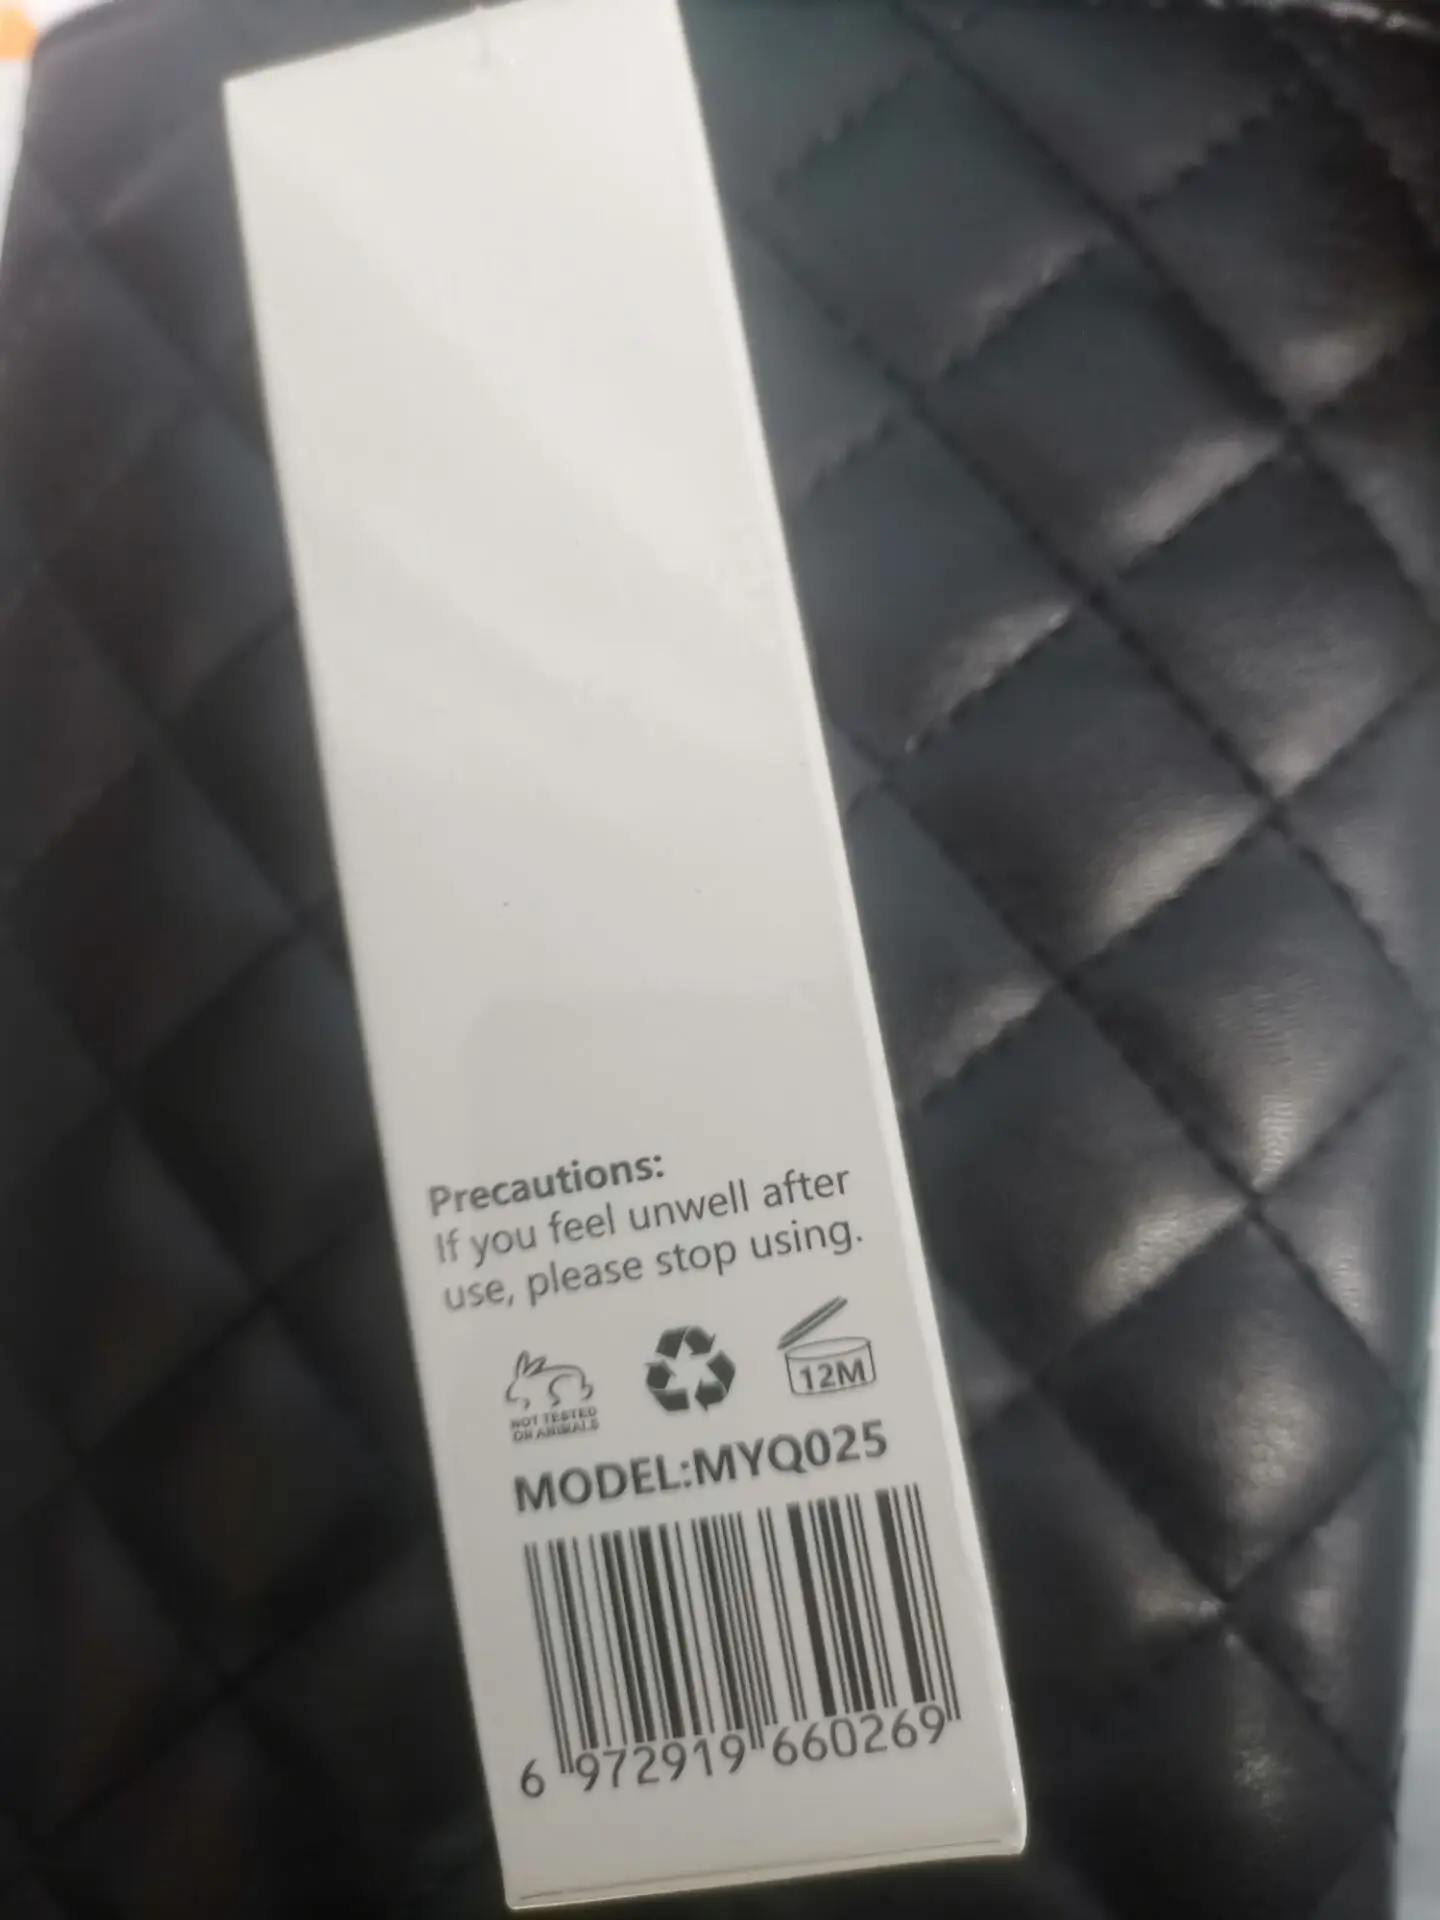 Precautions:
If you feel unwell after
use, please stop using.
NOT TESTED
ON ANIMALS
12M
MODEL:MYQ025
6 972919 660269